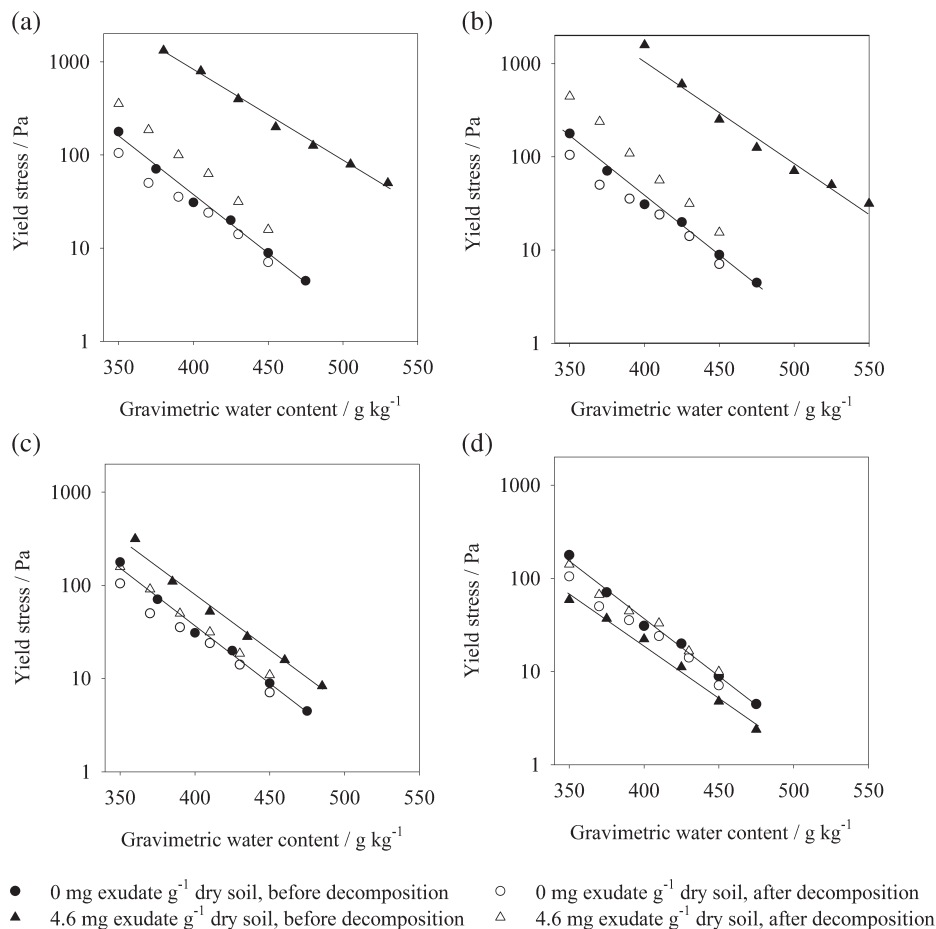 (a)
1000
100
10
1
Yield stress / Pa
350 400 450 500 550
Gravimetric water content / g kg⁻¹
(b)
1000
100
10
1
Yield stress / Pa
350 400 450 500 550
Gravimetric water content / g kg⁻¹
(c)
1000
100
10
1
Yield stress / Pa
350 400 450 500 550
Gravimetric water content / g kg⁻¹
(d)
1000
100
10
1
Yield stress / Pa
350 400 450 500 550
Gravimetric water content / g kg⁻¹
0 mg exudate g⁻¹ dry soil, before decomposition
4.6 mg exudate g⁻¹ dry soil, before decomposition
0 mg exudate g⁻¹ dry soil, after decomposition
4.6 mg exudate g⁻¹ dry soil, after decomposition